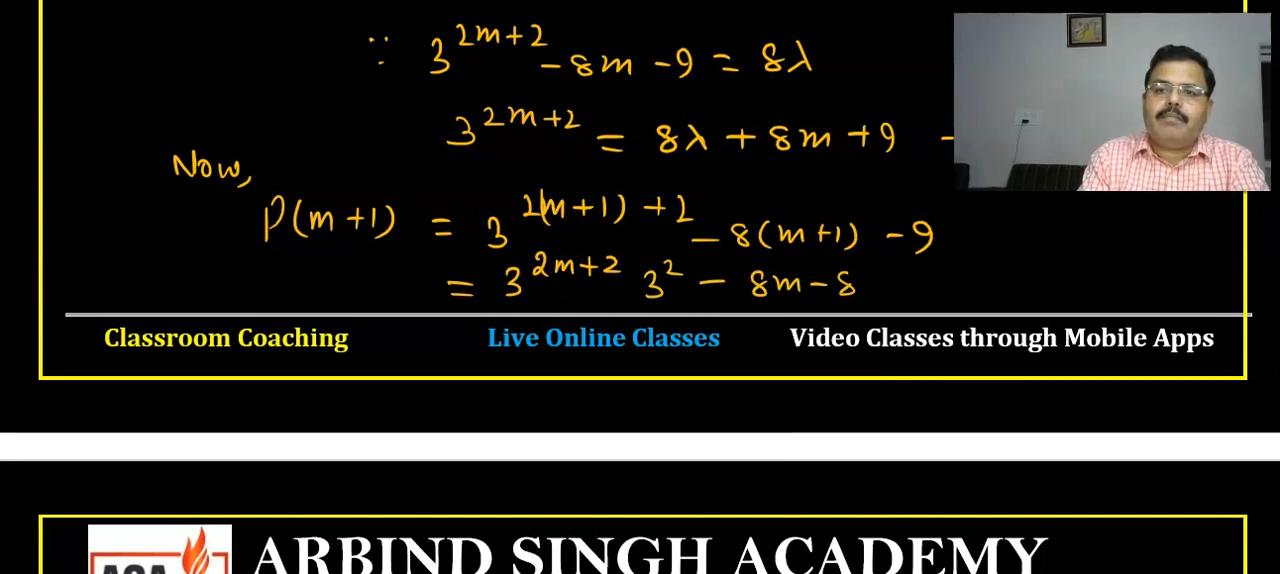 ∵ 3^{2m+2} - 8m - 9 = 8λ
3^{2m+2} = 8λ + 8m + 9 -
Now,
P(m+1) = 3^{2(m+1)+2} - 8(m+1) - 9
= 3^{2m+2} 3^2 - 8m - 8
Classroom Coaching Live Online Classes Video Classes through Mobile Apps
ARBIND SINGH ACADEMY
ASA